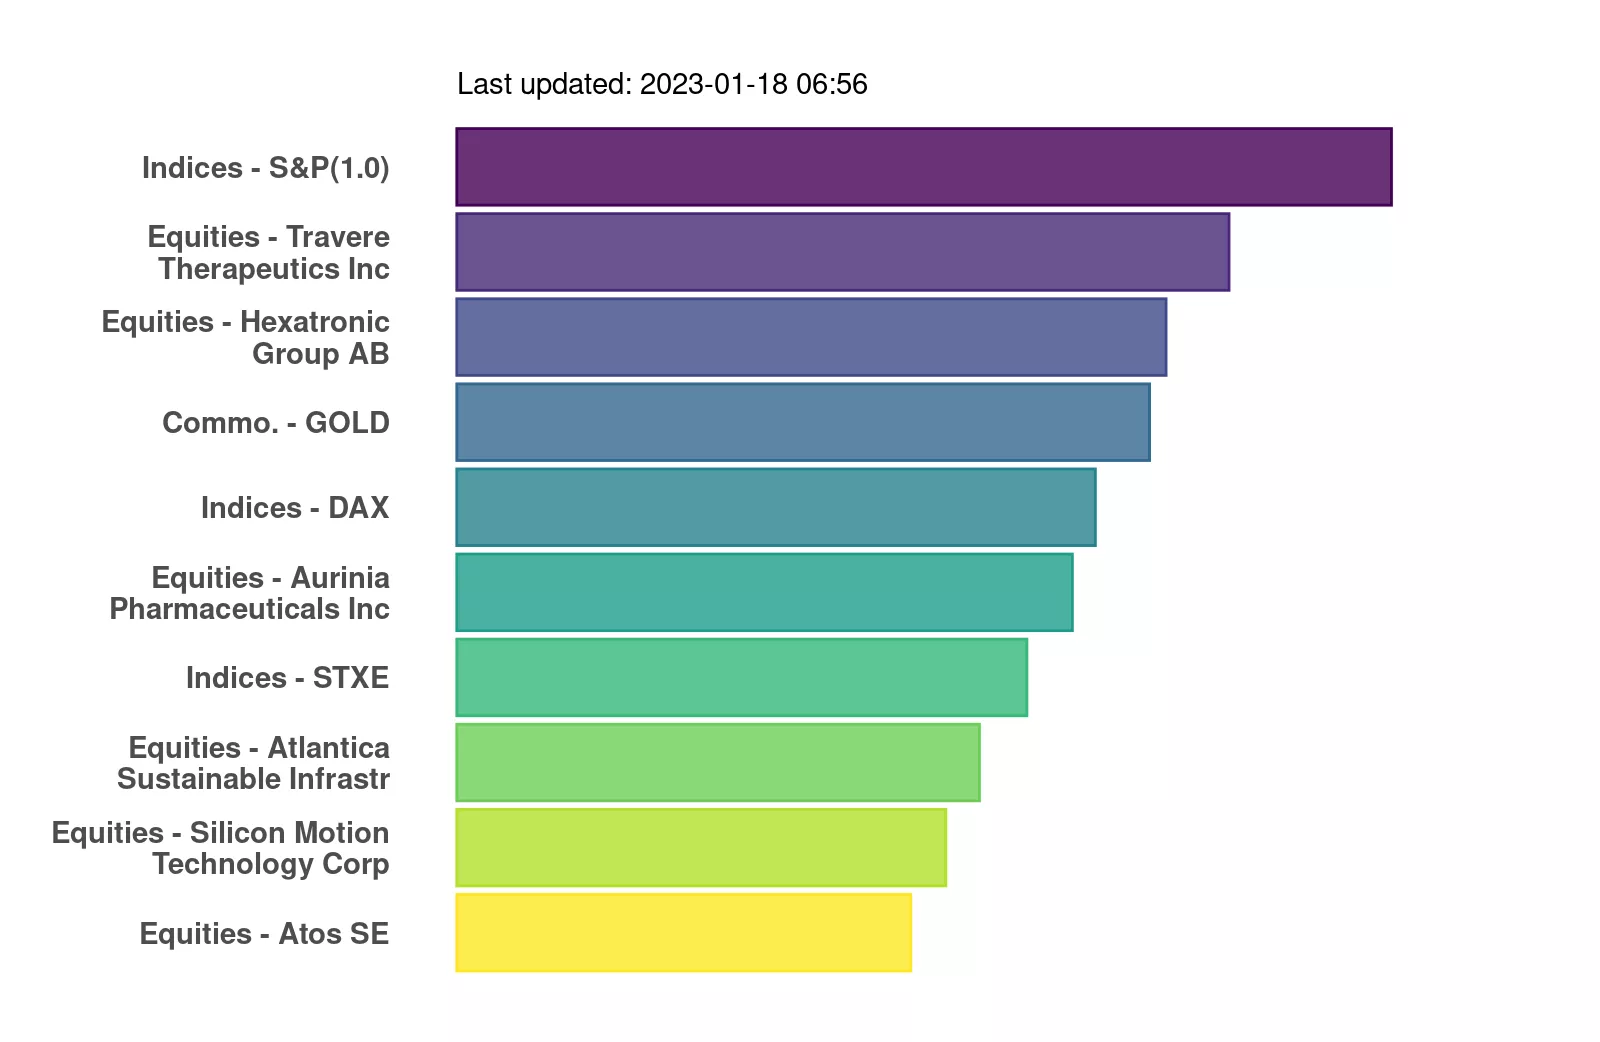 Last updated: 2023-01-18 06:56
Indices - S&P(1.0)
Equities - Travere
Therapeutics Inc
Equities - Hexatronic
Group AB
Commo. - GOLD
Indices - DAX
Equities - Aurinia
Pharmaceuticals Inc
Indices - STXE
Equities - Atlantica
Sustainable Infrastr
Equities - Silicon Motion
Technology Corp
Equities - Atos SE